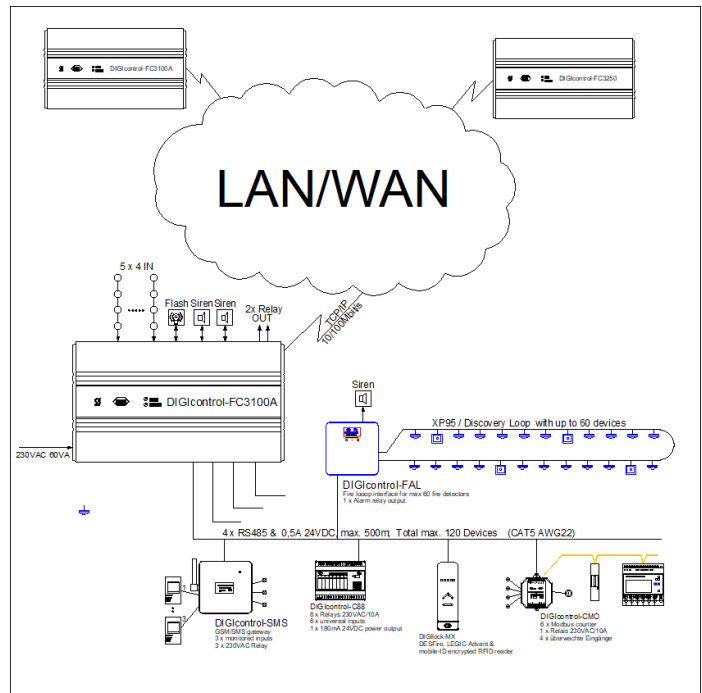 DIGIcontrol-FC3100A
DIGIcontrol-FC3250
LAN/WAN
5 x 4 IN
Flash Siren Siren
2x Relay
OUT
TCP/IP
10/100Mbit/s
DIGIcontrol-FC3100A
230VAC 60VA
Siren
XP95 / Discovery Loop with up to 60 devices
DIGIcontrol-FAL
Fire looop interface for max 60 fire detectors
1 x Alarm relay output
4x RS485 & 0,5A 24VDC, max. 500m; Total max. 120 Devices (CAT5 AWG22)
1
:
3
DIGIcontrol-SMS
GSM/SMS gateway
3 x monitored inputs
3 x 230VAC Relay
DIGIcontrol-C88
8 x Relays 230VAC/10A
8 x universal inputs
1 x 180mA 24VDC power output
DIGIlock-MX
DESFire, LEGIC-Advant &
mobile-ID encrypted RFID reader
DIGIcontrol-CMO
6 x Modbus counter
1 x Relais 230VAC/10A
4 x überwachte Eingänge